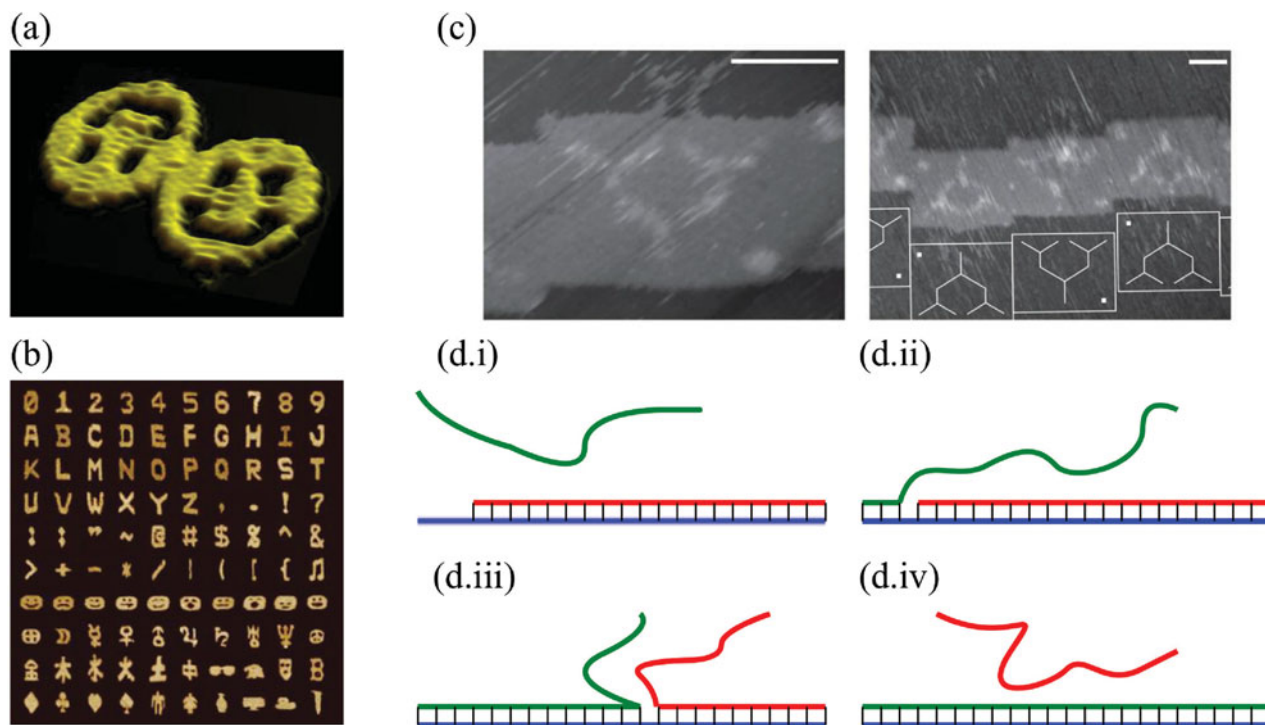 (a)
(c)
(b)
0 1 2 3 4 5 6 7 8 9
A B C D E F G H I J
K L M N O P Q R S T
U V W X Y Z , . ! ?
: ; " ~ @ # $ % ^ &
> + - * / | ( [ { ♫
(d.i)
(d.ii)
(d.iii)
(d.iv)